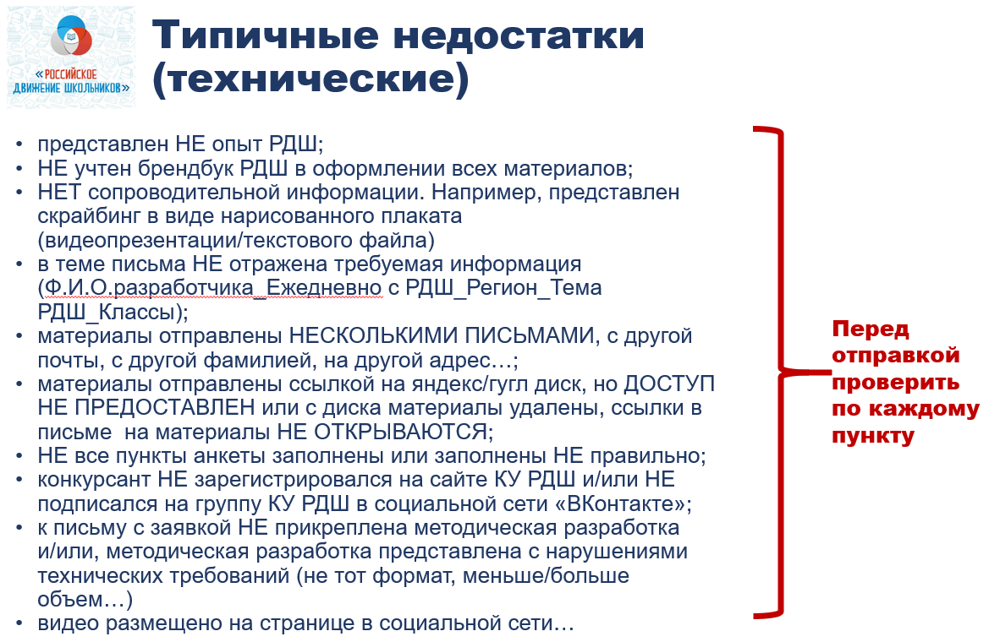 «РОССИЙСКОЕ
ДВИЖЕНИЕ ШКОЛЬНИКОВ»
Типичные недостатки
(технические)
• представлен НЕ опыт РДШ;
• НЕ учтен брендбук РДШ в оформлении всех материалов;
• НЕТ сопроводительной информации. Например, представлен
скрайбинг в виде нарисованного плаката
(видеопрезентации/текстового файла)
• в теме письма НЕ отражена требуемая информация
(Ф.И.О.разработчика_Ежедневно с РДШ_Регион_Тема
РДШ_Классы);
• материалы отправлены НЕСКОЛЬКИМИ ПИСЬМАМИ, с другой
почты, с другой фамилией, на другой адрес…;
• материалы отправлены ссылкой на яндекс/гугл диск, но ДОСТУП
НЕ ПРЕДОСТАВЛЕН или с диска материалы удалены, ссылки в
письме  на материалы НЕ ОТКРЫВАЮТСЯ;
• НЕ все пункты анкеты заполнены или заполнены НЕ правильно;
• конкурсант НЕ зарегистрировался на сайте КУ РДШ и/или НЕ
подписался на группу КУ РДШ в социальной сети «ВКонтакте»;
• к письму с заявкой НЕ прикреплена методическая разработка
и/или, методическая разработка представлена с нарушениями
технических требований (не тот формат, меньше/больше
объем…)
• видео размещено на странице в социальной сети…
Перед
отправкой
проверить
по каждому
пункту